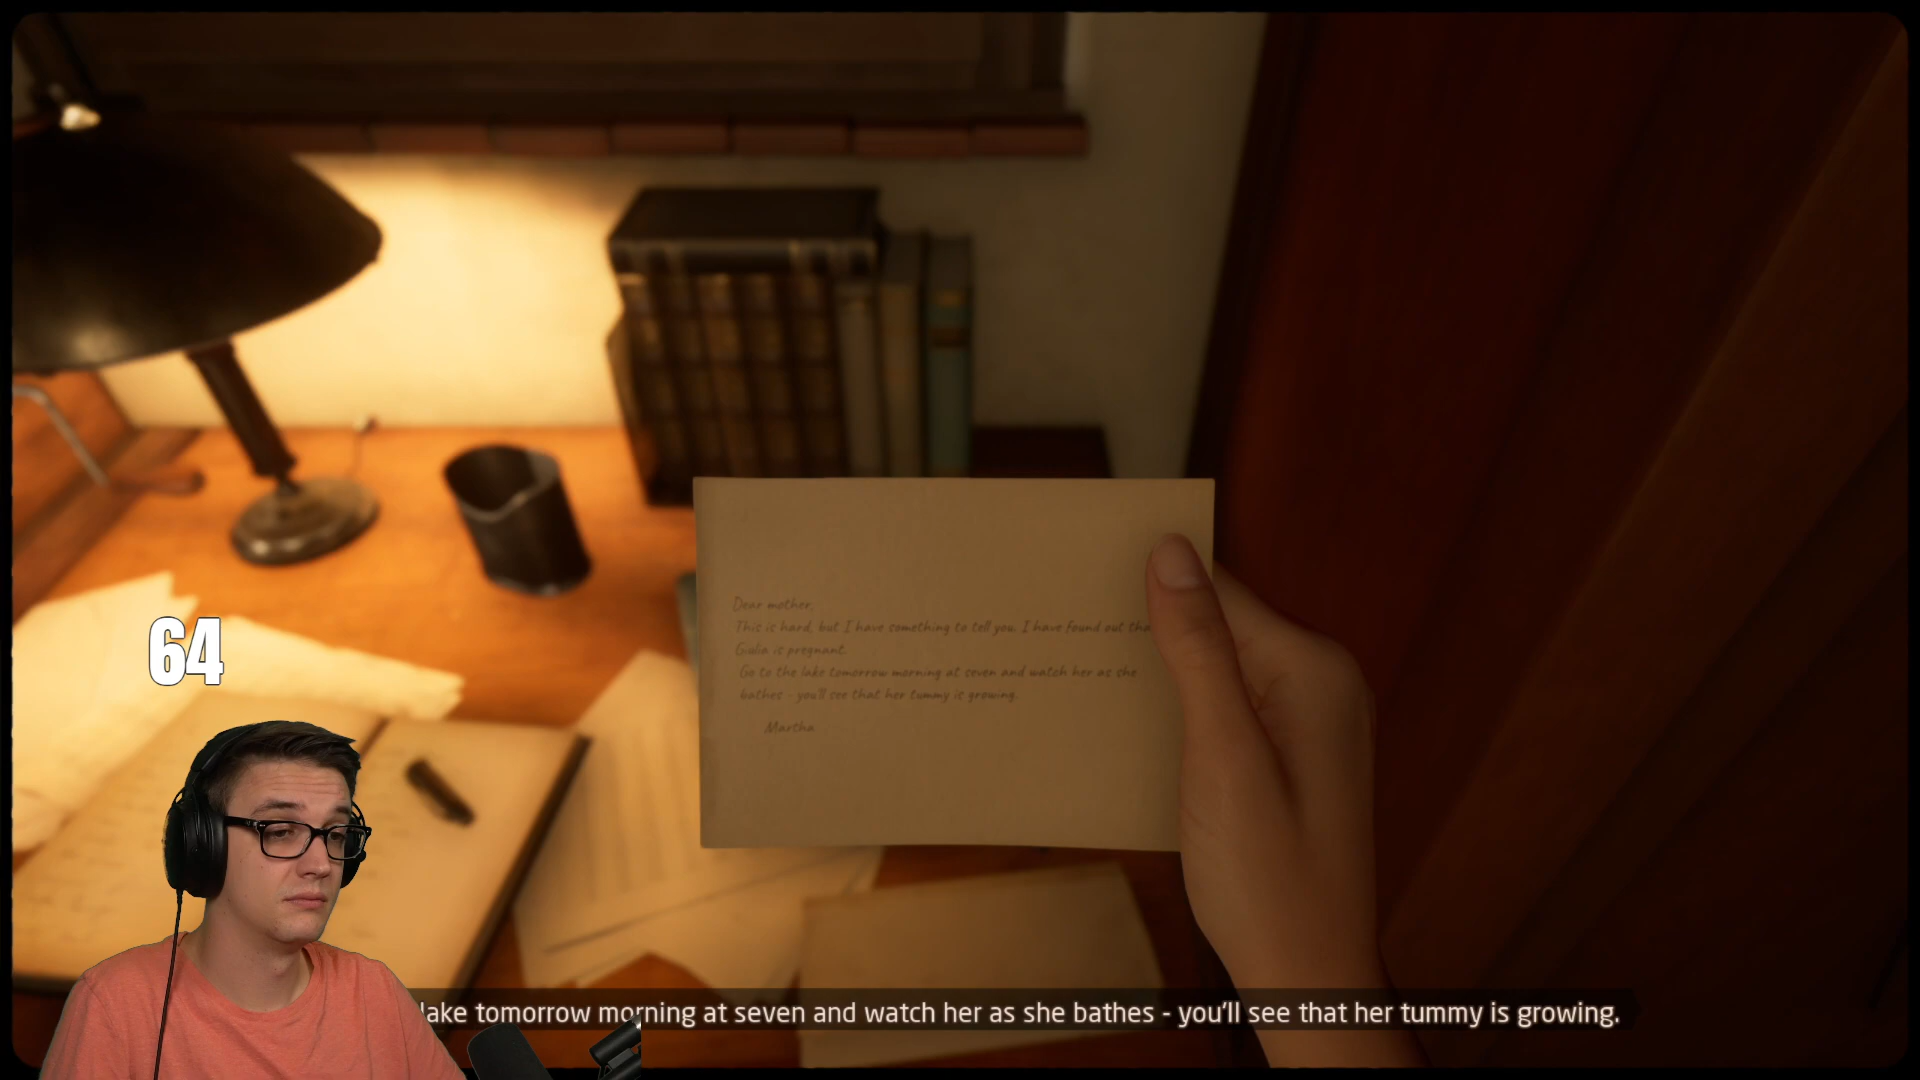 Dear mother,
This is hard, but I have something to tell you. I have found out tha
Giulia is pregnant.
Go to the lake tomorrow morning at seven and watch her as she
bathes - you'll see that her tummy is growing.
Martha
64
lake tomorrow morning at seven and watch her as she bathes - you'll see that her tummy is growing.